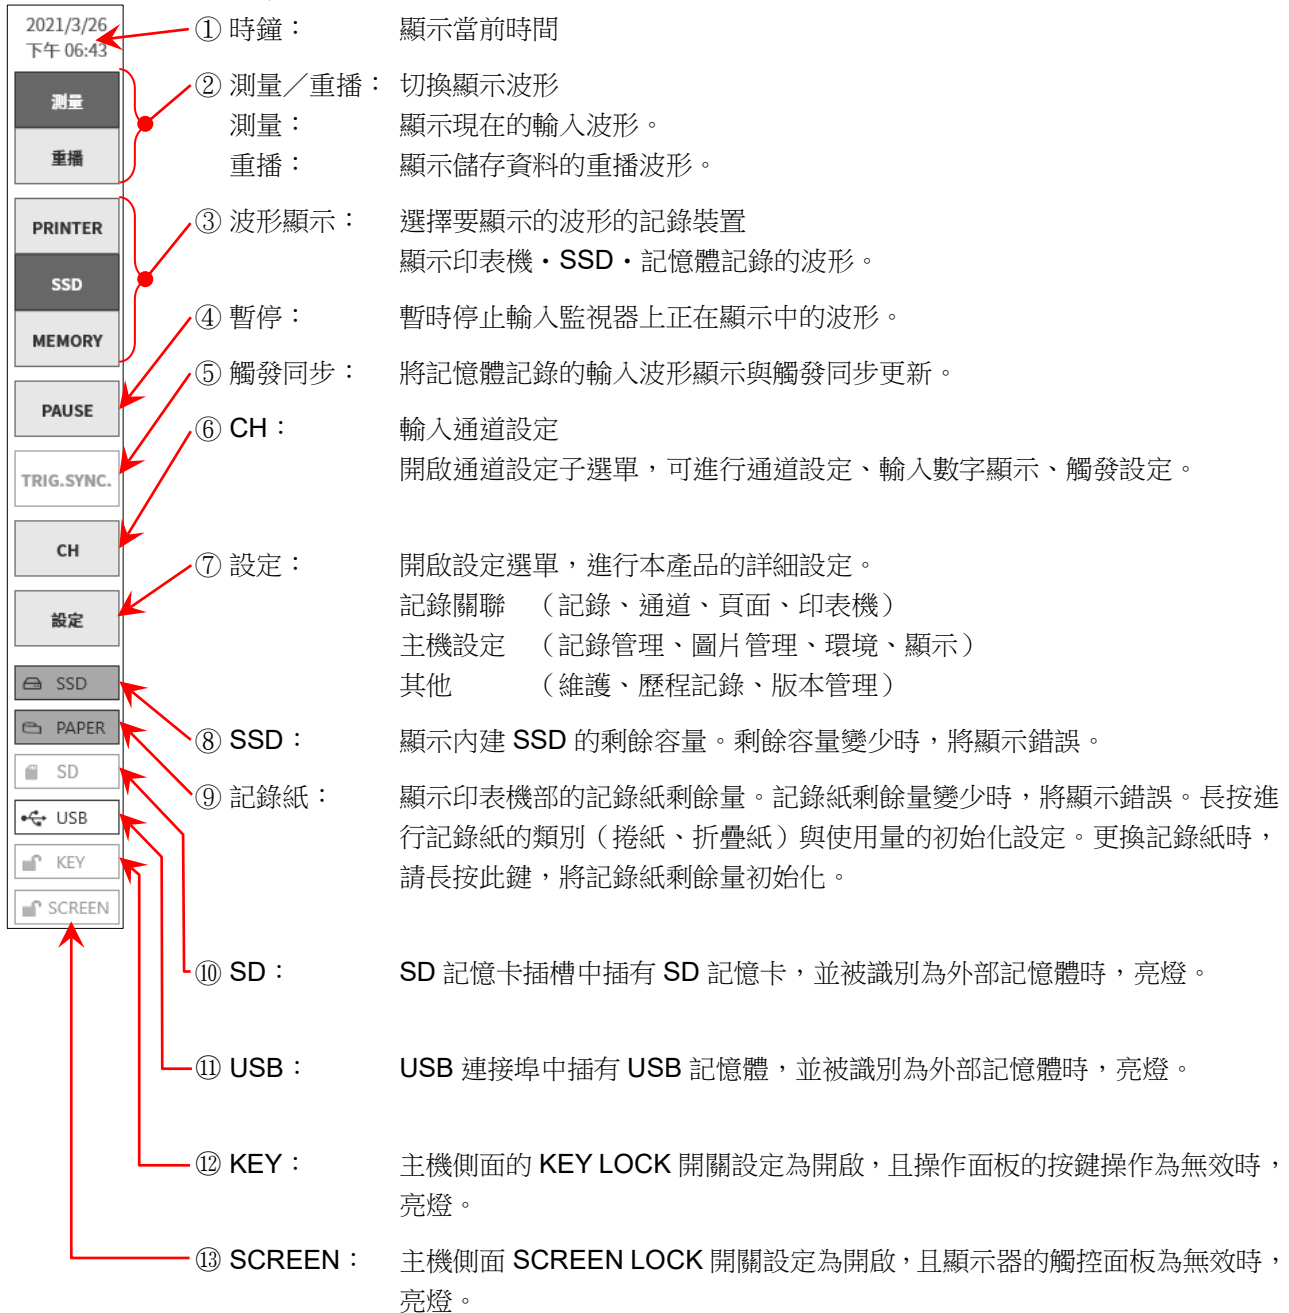 2021/3/26
下午 06:43
測量
重播
PRINTER
SSD
MEMORY
PAUSE
TRIG.SYNC.
CH
設定
SSD
PAPER
SD
USB
KEY
SCREEN
① 時鐘： 顯示當前時間
② 測量／重播： 切換顯示波形
測量： 顯示現在的輸入波形。
重播： 顯示儲存資料的重播波形。
③ 波形顯示： 選擇要顯示的波形的記錄裝置
顯示印表機・SSD・記憶體記錄的波形。
④ 暫停： 暫時停止輸入監視器上正在顯示中的波形。
⑤ 觸發同步： 將記憶體記錄的輸入波形顯示與觸發同步更新。
⑥ CH： 輸入通道設定
開啟通道設定子選單，可進行通道設定、輸入數字顯示、觸發設定。
⑦ 設定： 開啟設定選單，進行本產品的詳細設定。
記錄關聯 （記錄、通道、頁面、印表機）
主機設定 （記錄管理、圖片管理、環境、顯示）
其他 （維護、歷程記錄、版本管理）
⑧ SSD： 顯示內建 SSD 的剩餘容量。剩餘容量變少時，將顯示錯誤。
⑨ 記錄紙： 顯示印表機部的記錄紙剩餘量。記錄紙剩餘量變少時，將顯示錯誤。長按進
行記錄紙的類別（捲紙、折疊紙）與使用量的初始化設定。更換記錄紙時，
請長按此鍵，將記錄紙剩餘量初始化。
⑩ SD： SD 記憶卡插槽中插有 SD 記憶卡，並被識別為外部記憶體時，亮燈。
⑪ USB： USB 連接埠中插有 USB 記憶體，並被識別為外部記憶體時，亮燈。
⑫ KEY： 主機側面的 KEY LOCK 開關設定為開啟，且操作面板的按鍵操作為無效時，
亮燈。
⑬ SCREEN： 主機側面 SCREEN LOCK 開關設定為開啟，且顯示器的觸控面板為無效時，
亮燈。